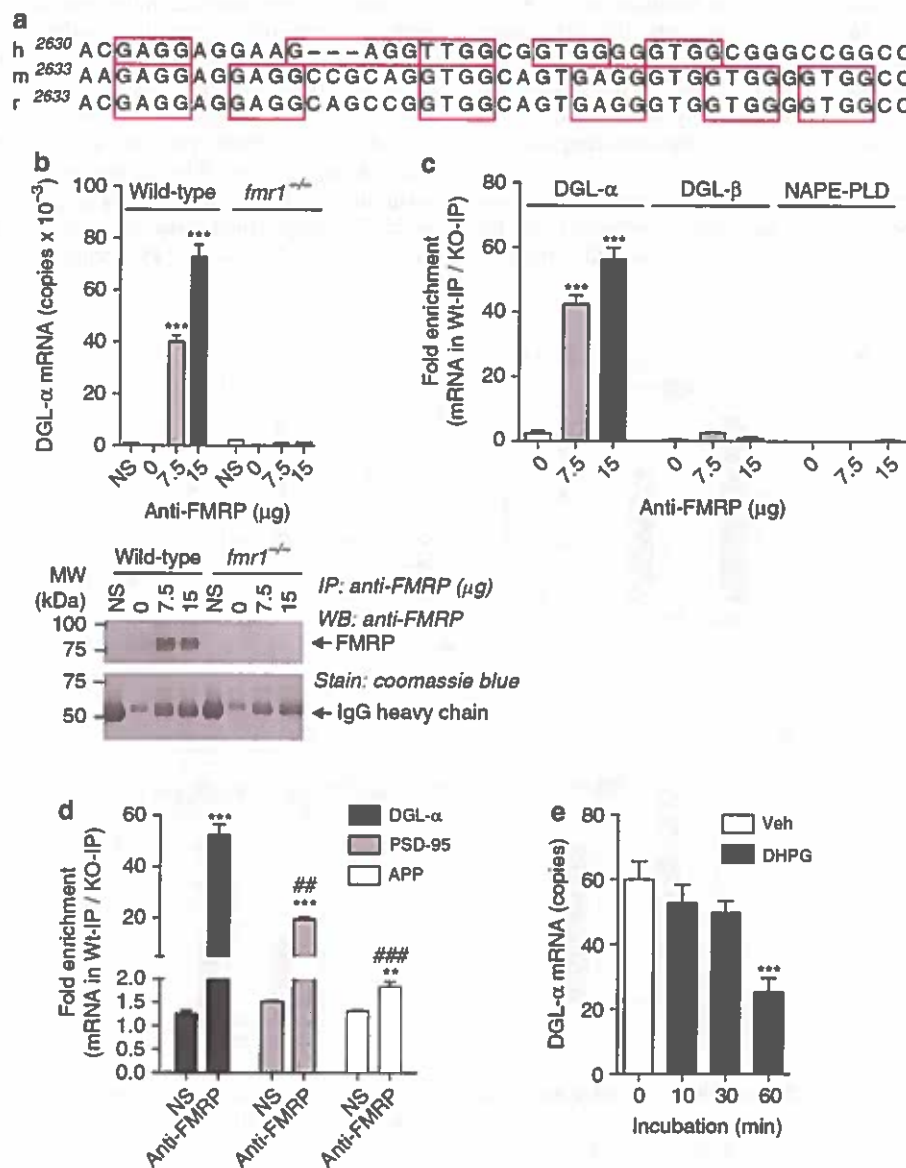 a
h 2630 ACGAGGAGGAAG---AGGTTGGCGGTGGGGGTGGCGGGCCGGCC
m 2633 AAGAGGAGGAGGCCGCAGGTGGCAGTGAGGGTGGTGGGGTGGCC
r 2633 ACGAGGAGGAGGCAGCCGGTGGCAGTGAGGGTGGTGGGGTGGCC
b
Wild-type fmr1 -/-
DGL-α mRNA (copies x 10-3)
100
80
60
40
20
0
*** ***
NS 0 7.5 15 NS 0 7.5 15
Anti-FMRP (µg)
c
DGL-α DGL-β NAPE-PLD
Fold enrichment
(mRNA in Wt-IP / KO-IP)
80
60
40
20
0
*** ***
0 7.5 15 0 7.5 15 0 7.5 15
Anti-FMRP (µg)
Wild-type fmr1 -/-
MW
(kDa)
NS 0 7.5 15 NS 0 7.5 15
IP: anti-FMRP (µg)
WB: anti-FMRP
100
75
FMRP
Stain: coomassie blue
75
50
IgG heavy chain
d
Fold enrichment
(mRNA in Wt-IP / KO-IP)
60
40
20
2.0
1.5
1.0
0.5
0.0
***
##
***
###
**
DGL-α
PSD-95
APP
NS Anti-FMRP NS Anti-FMRP NS Anti-FMRP
e
DGL-α mRNA (copies)
80
60
40
20
0
Veh
DHPG
***
0 10 30 60
Incubation (min)